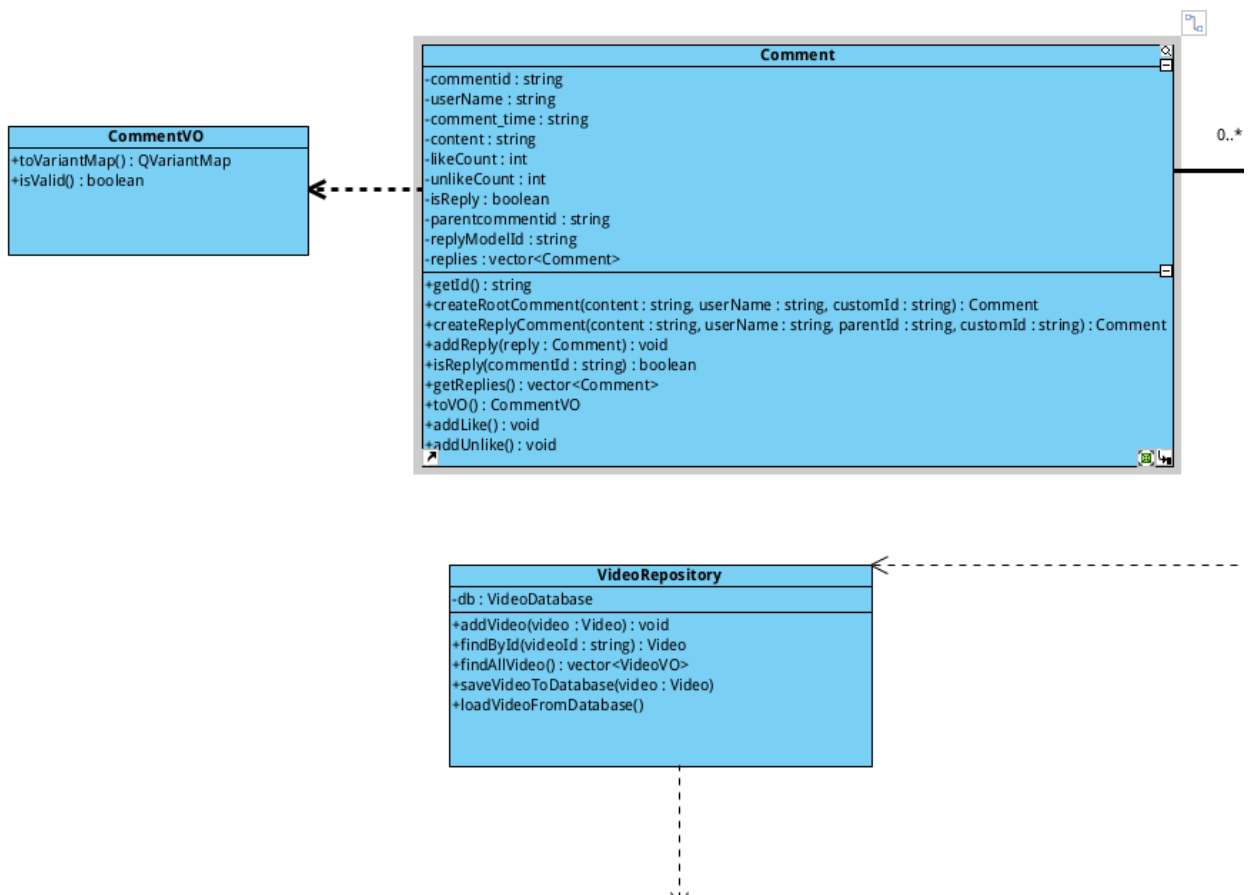 Comment
-commentid : string
-userName : string
-comment_time : string
-content : string
-likeCount : int
-unlikeCount : int
-isReply : boolean
-parentcommentid : string
-replyModelId : string
-replies : vector<Comment>
+getId() : string
+createRootComment(content : string, userName : string, customId : string) : Comment
+createReplyComment(content : string, userName : string, parentId : string, customId : string) : Comment
+addReply(reply : Comment) : void
+isReply(commentId : string) : boolean
+getReplies() : vector<Comment>
+toVO() : CommentVO
+addLike() : void
+addUnlike() : void
CommentVO
+toVariantMap() : QVariantMap
+isValid() : boolean
0..*
VideoRepository
-db : VideoDatabase
+addVideo(video : Video) : void
+findById(videoId : string) : Video
+findAllVideo() : vector<VideoVO>
+saveVideoToDatabase(video : Video)
+loadVideoFromDatabase()